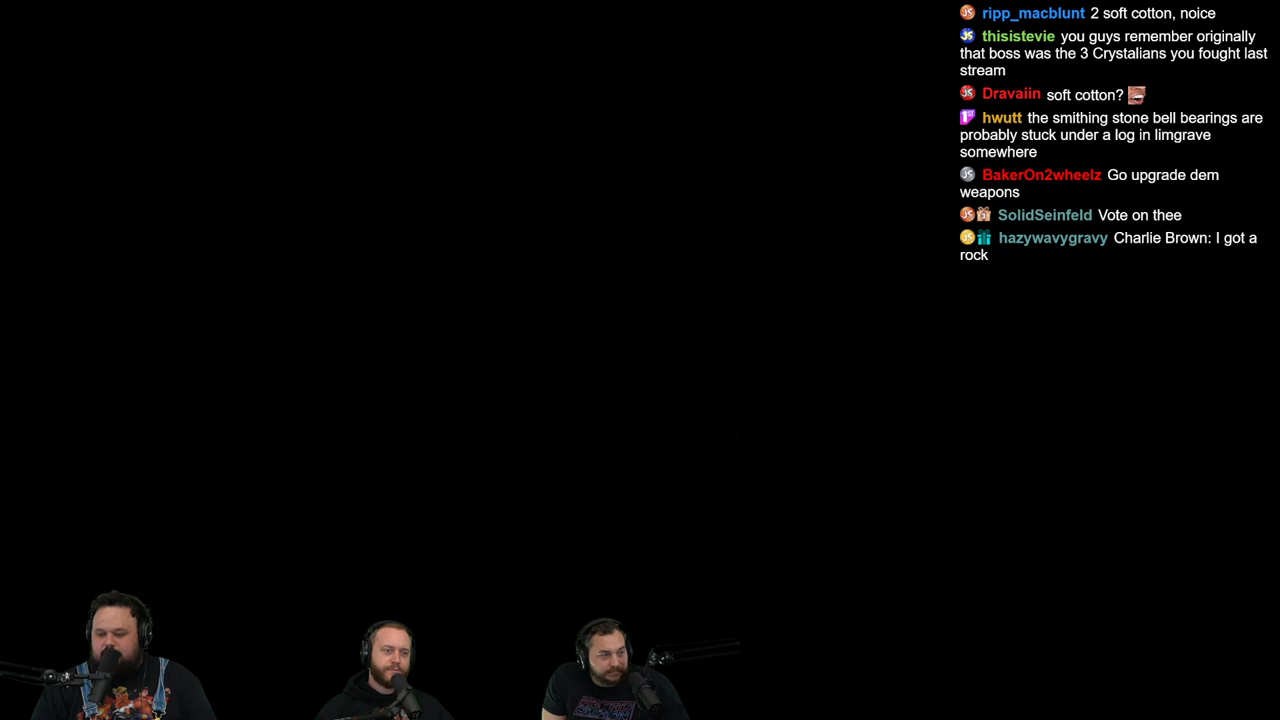 ripp_macblunt 2 soft cotton, noice
thisistevie you guys remember originally
that boss was the 3 Crystalians you fought last
stream
Dravaiin soft cotton?
hwutt the smithing stone bell bearings are
probably stuck under a log in limgrave
somewhere
BakerOn2wheelz Go upgrade dem
weapons
SolidSeinfeld Vote on thee
hazywavygravy Charlie Brown: I got a
rock